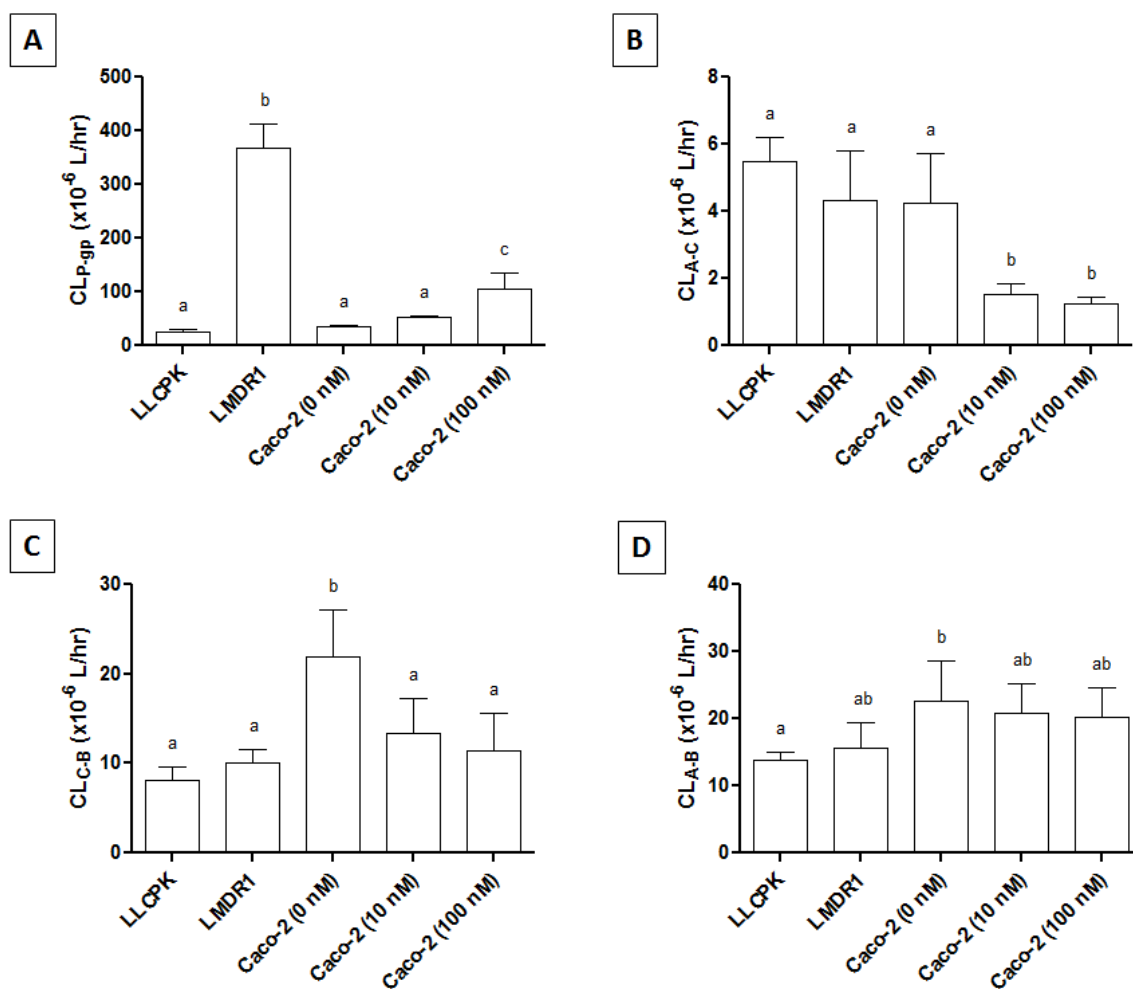 A
CLP-gp (x10-6 L/hr)
500
400
300
200
100
0
a
b
a
a
c
LLCPK
LMDR1
Caco-2 (0 nM)
Caco-2 (10 nM)
Caco-2 (100 nM)
B
CLA-C (x10-6 L/hr)
8
6
4
2
0
a
a
a
b
b
LLCPK
LMDR1
Caco-2 (0 nM)
Caco-2 (10 nM)
Caco-2 (100 nM)
C
CLC-B (x10-6 L/hr)
30
20
10
0
a
a
b
a
a
LLCPK
LMDR1
Caco-2 (0 nM)
Caco-2 (10 nM)
Caco-2 (100 nM)
D
CLA-B (x10-6 L/hr)
40
30
20
10
0
a
ab
b
ab
ab
LLCPK
LMDR1
Caco-2 (0 nM)
Caco-2 (10 nM)
Caco-2 (100 nM)